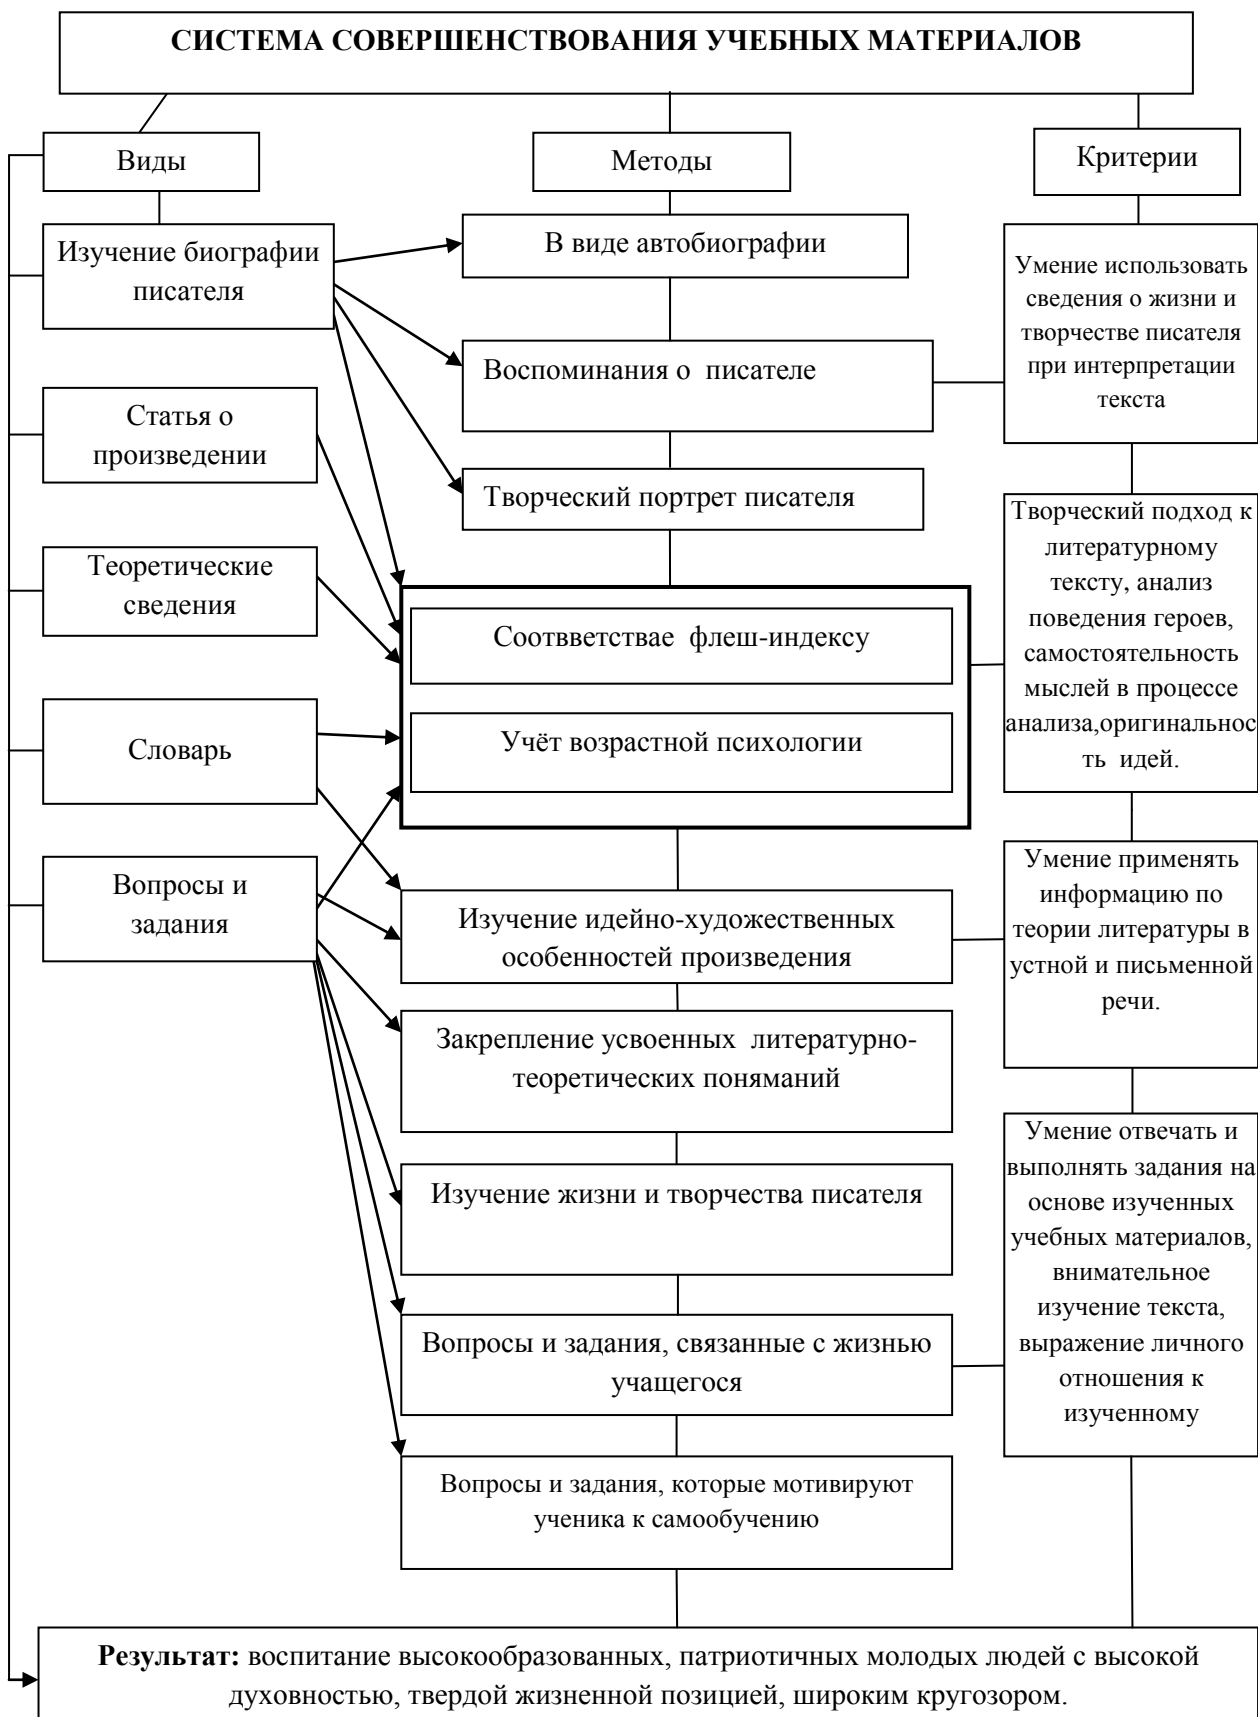 СИСТЕМА СОВЕРШЕНСТВОВАНИЯ УЧЕБНЫХ МАТЕРИАЛОВ
Виды
Методы
Критерии
Изучение биографии
писателя
Статья о
произведении
Теоретические
сведения
Словарь
Вопросы и
задания
В виде автобиографии
Воспоминания о писателе
Творческий портрет писателя
Соотвветствае флеш-индексу
Учёт возрастной психологии
Изучение идейно-художественных
особенностей произведения
Закрепление усвоенных литературно-
теоретических поняманий
Изучение жизни и творчества писателя
Вопросы и задания, связанные с жизнью
учащегося
Вопросы и задания, которые мотивируют
ученика к самообучению
Умение использовать
сведения о жизни и
творчестве писателя
при интерпретации
текста
Творческий подход к
литературному
тексту, анализ
поведения героев,
самостоятельность
мыслей в процессе
анализа,оригинальнос
ть идей.
Умение применять
информацию по
теории литературы в
устной и письменной
речи.
Умение отвечать и
выполнять задания на
основе изученных
учебных материалов,
внимательное
изучение текста,
выражение личного
отношения к
изученному
Результат: воспитание высокообразованных, патриотичных молодых людей с высокой
духовностью, твердой жизненной позицией, широким кругозором.